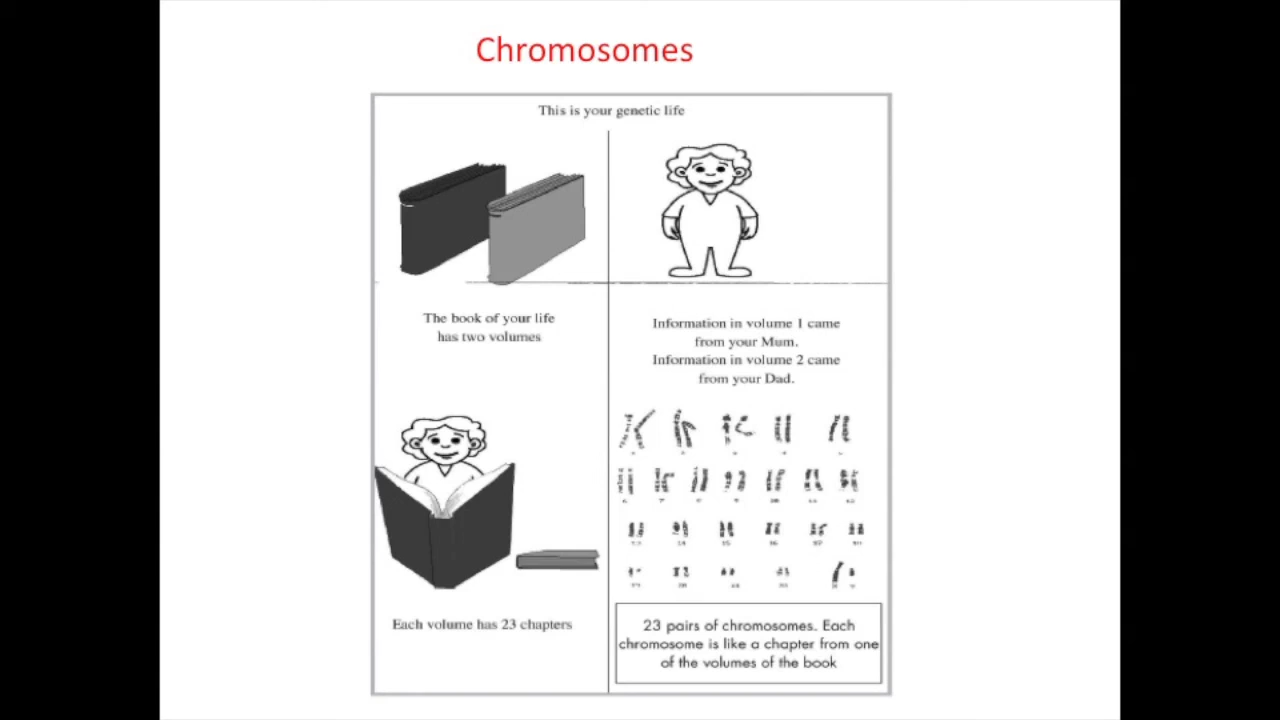 Chromosomes
This is your genetic life
The book of your life
has two volumes
Information in volume 1 came
from your Mum.
Information in volume 2 came
from your Dad.
Each volume has 23 chapters
23 pairs of chromosomes. Each
chromosome is like a chapter from one
of the volumes of the book